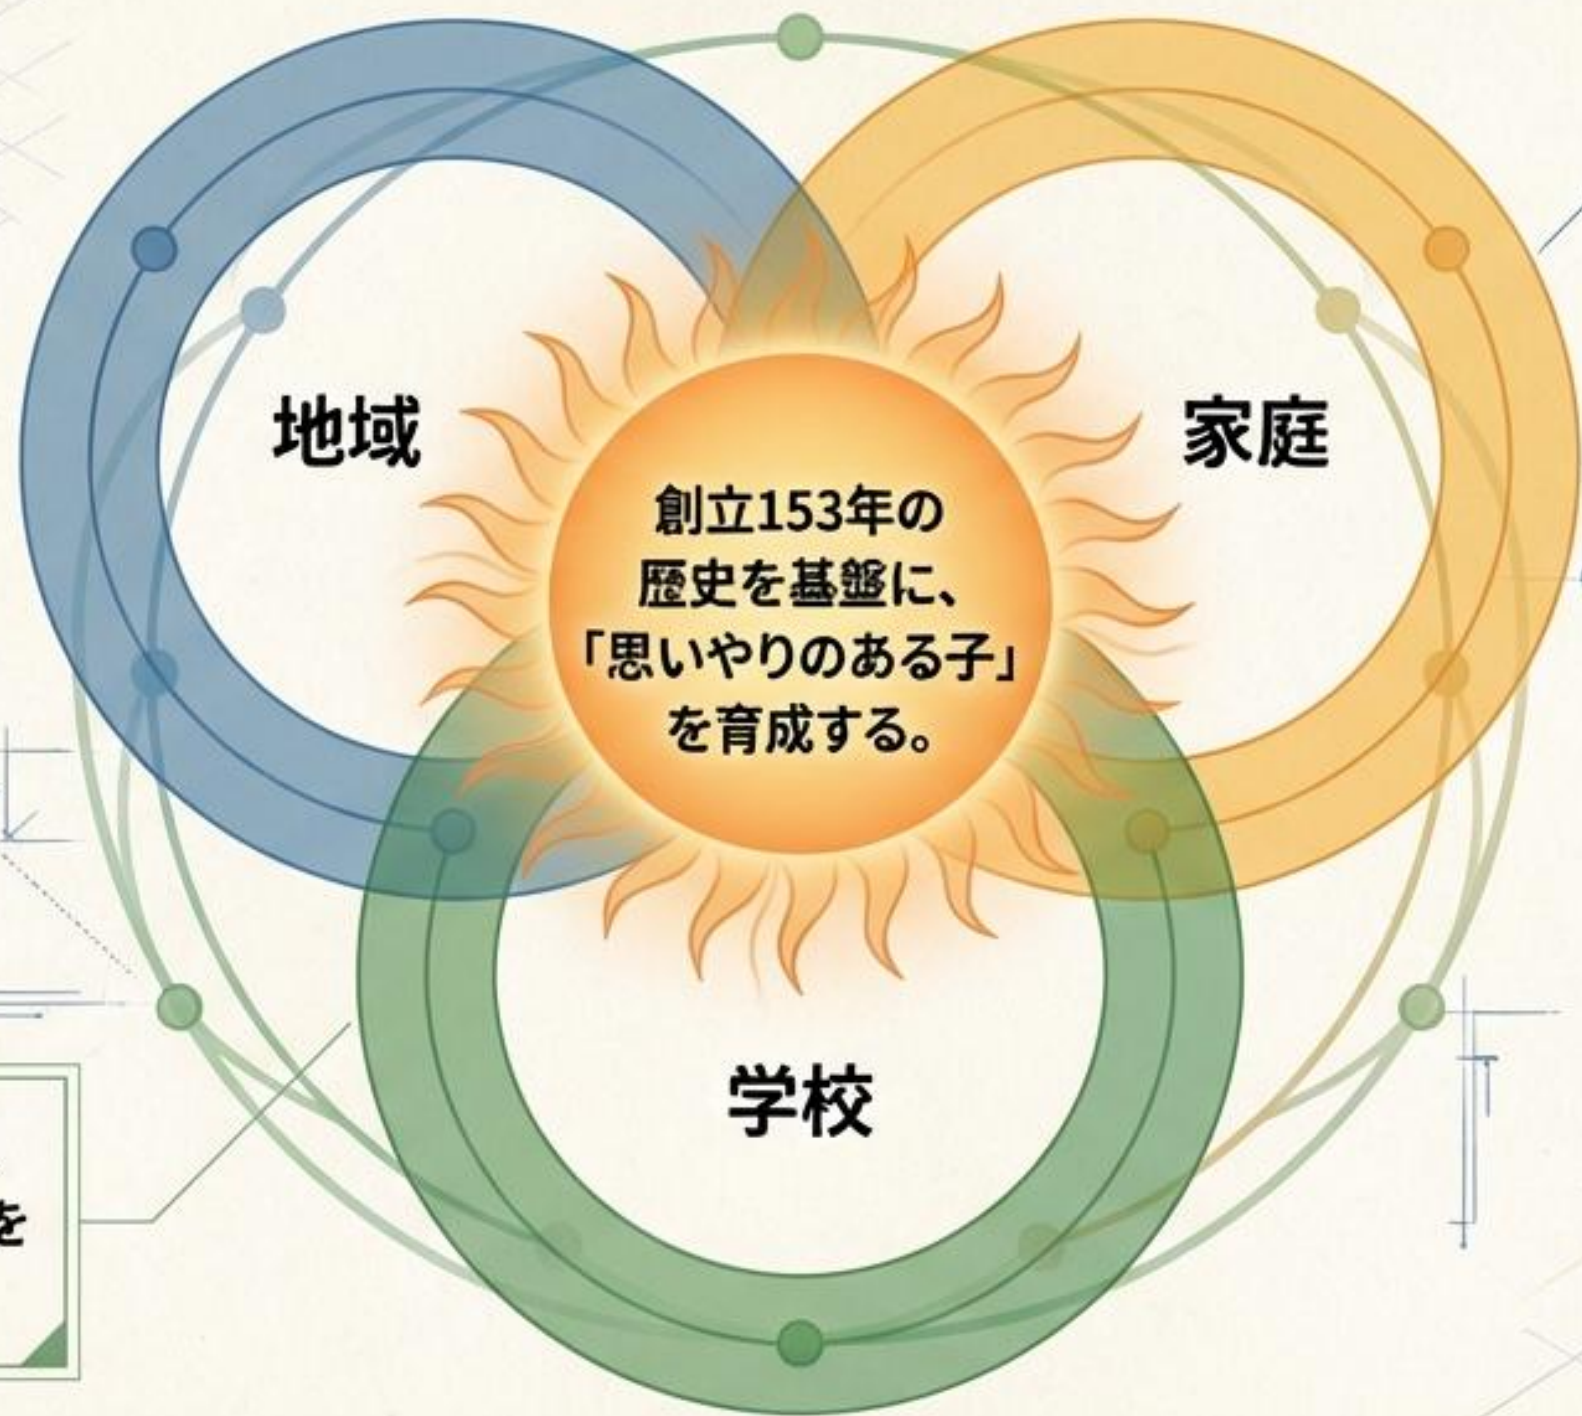 地域
家庭
創立153年の
歴史を基盤に、
「思いやりのある子」
を育成する。
学校
を